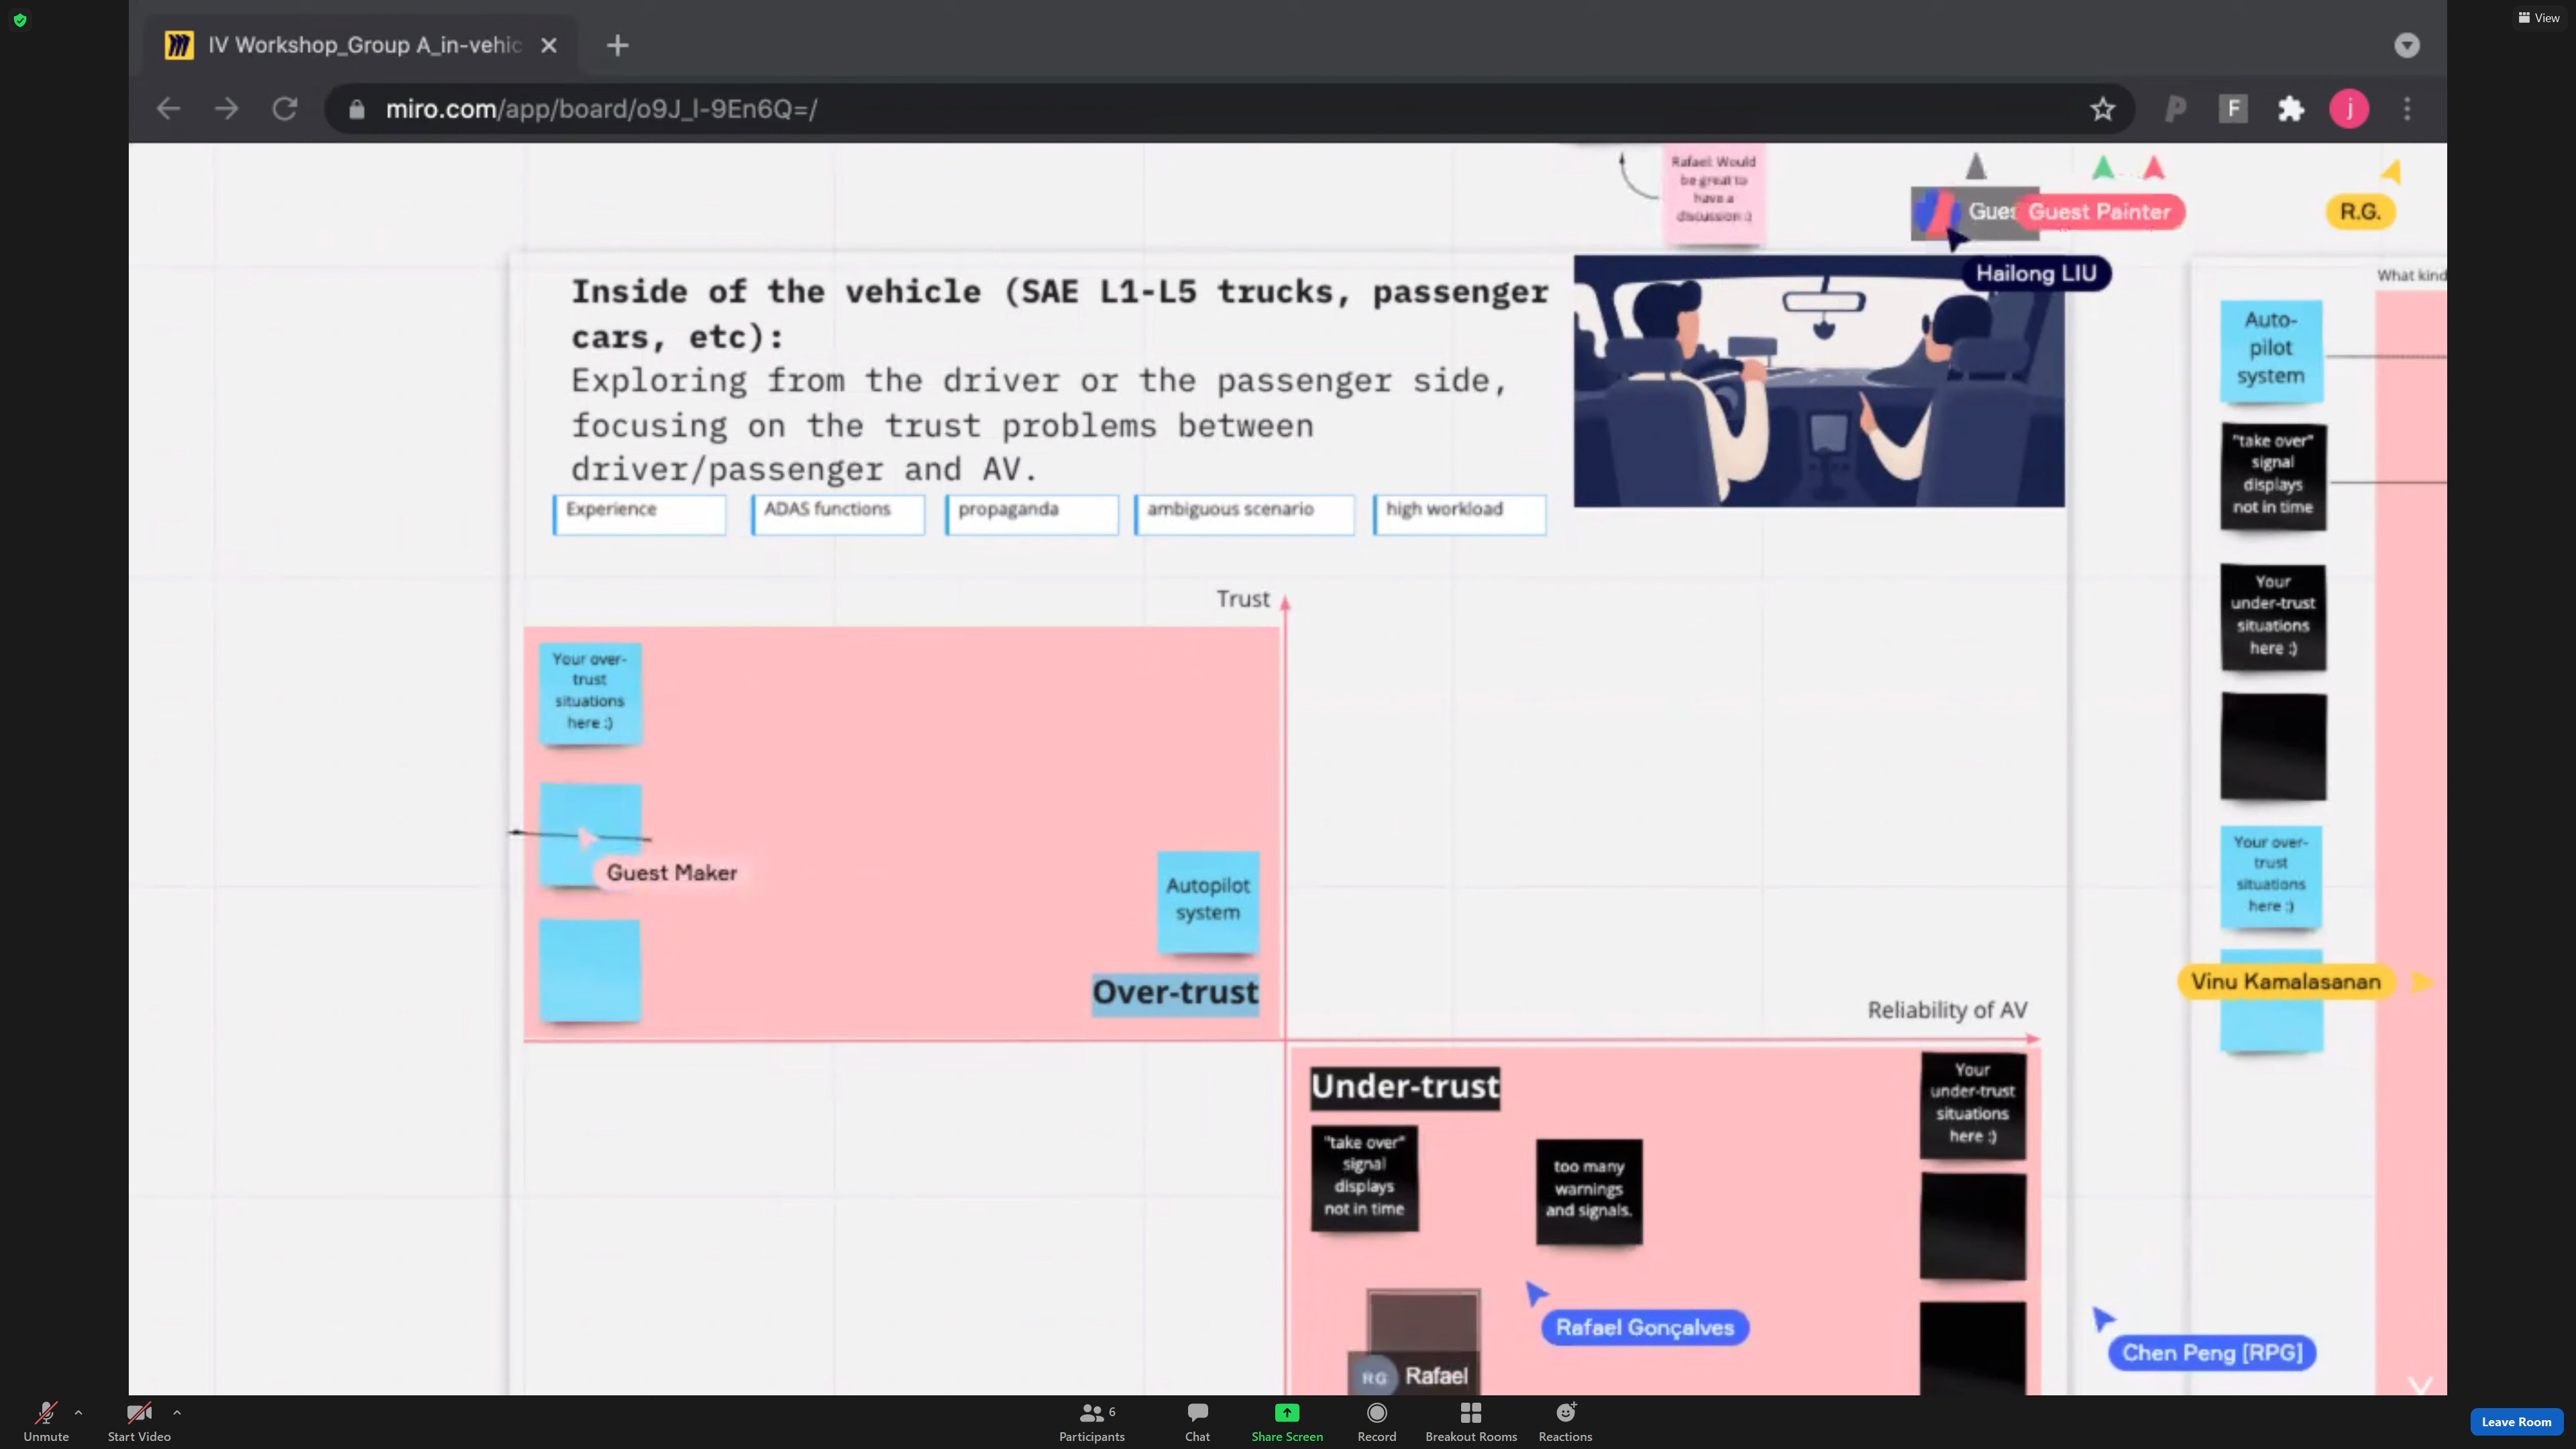 View
IV Workshop_Group A_in-vehic
miro.com/app/board/o9J_l-9En6Q=/
F
j
Rafael: Would
be great to
have a
discussion :)
Gues
Guest Painter
R.G.
Hailong LIU
Inside of the vehicle (SAE L1-L5 trucks, passenger
cars, etc):
Exploring from the driver or the passenger side,
focusing on the trust problems between
driver/passenger and AV.
Experience
ADAS functions
propaganda
ambiguous scenario
high workload
What kind
Auto-
pilot
system
"take over"
signal
displays
not in time
Your
under-trust
situations
here :)
Your over-
trust
situations
here :)
Vinu Kamalasanan
Trust
Your over-
trust
situations
here :)
Guest Maker
Autopilot
system
Over-trust
Reliability of AV
Under-trust
"take over"
signal
displays
not in time
too many
warnings
and signals.
Your
under-trust
situations
here :)
Rafael Gonçalves
RG Rafael
Chen Peng [RPG]
Unmute
Start Video
6
Participants
Chat
Share Screen
Record
Breakout Rooms
Reactions
Leave Room